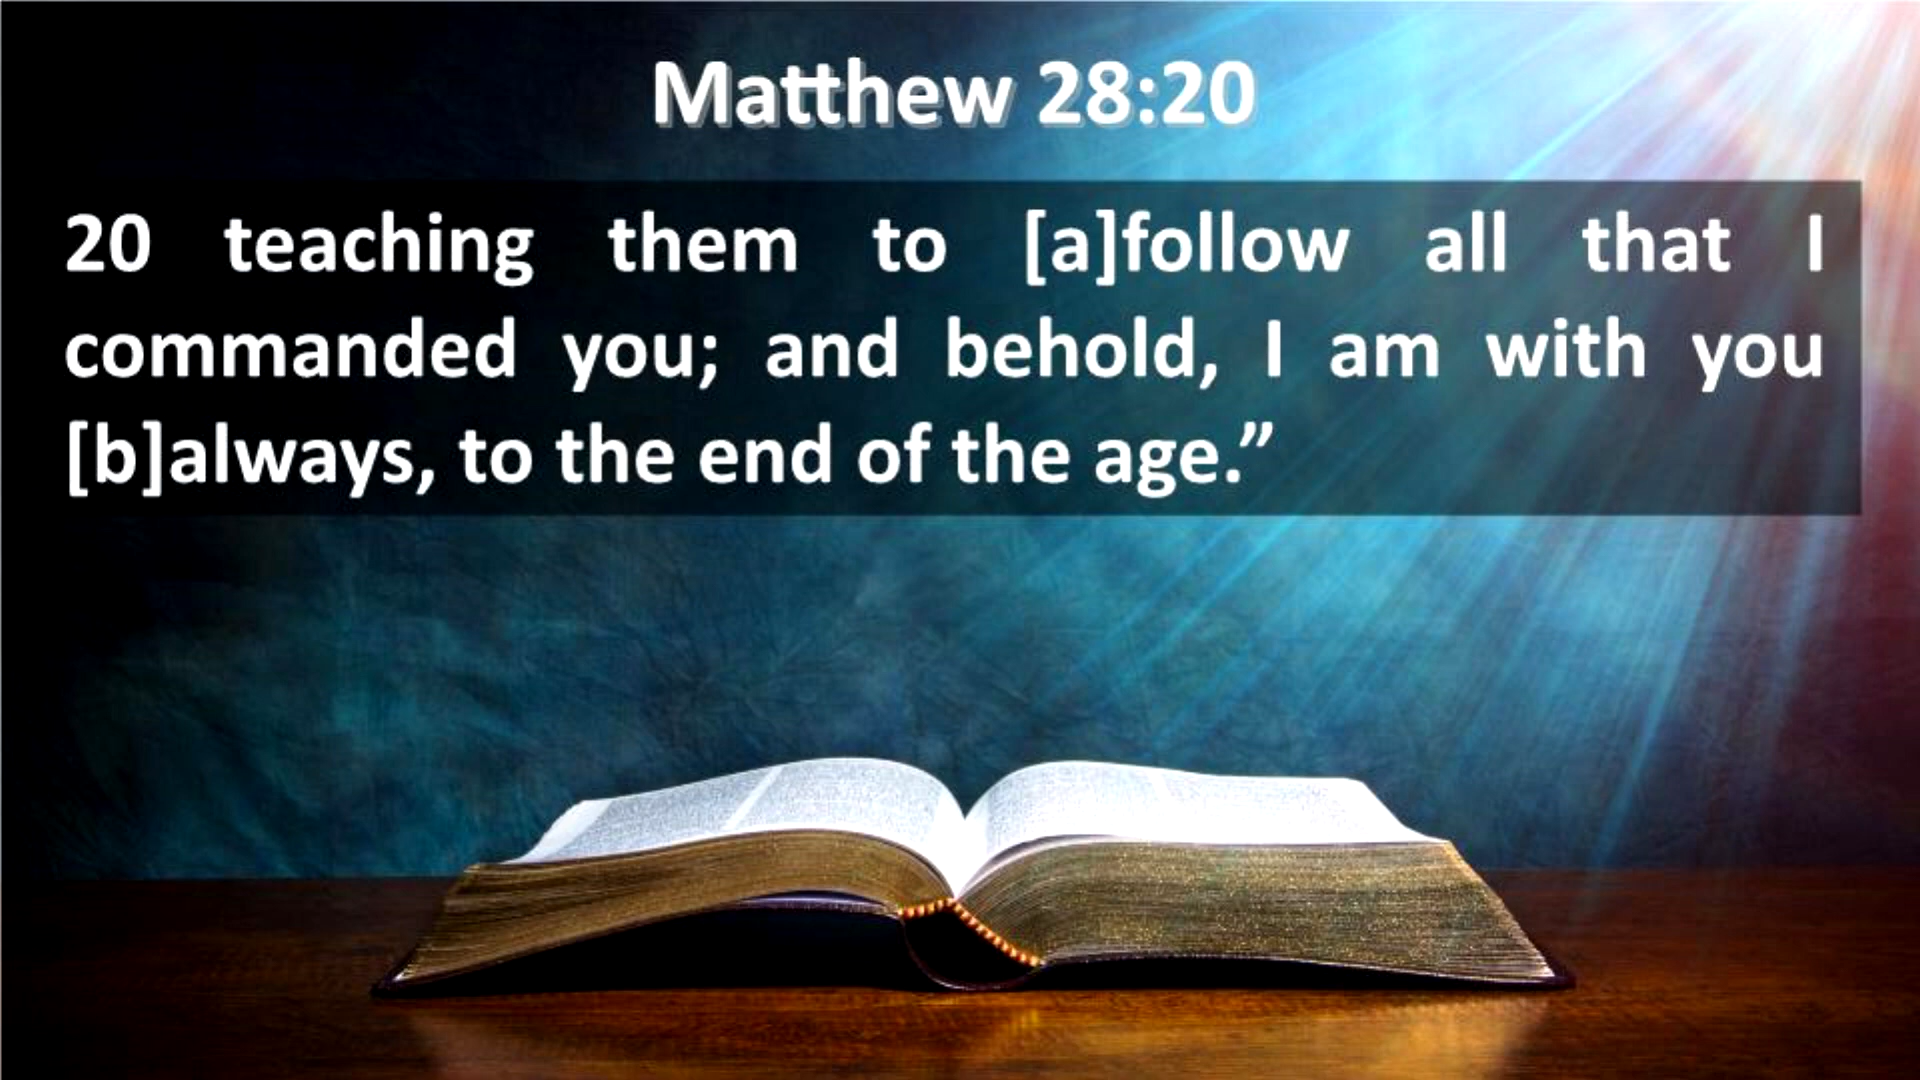 Matthew 28:20
20 teaching them to [a]follow all that I
commanded you; and behold, I am with you
[b]always, to the end of the age.”